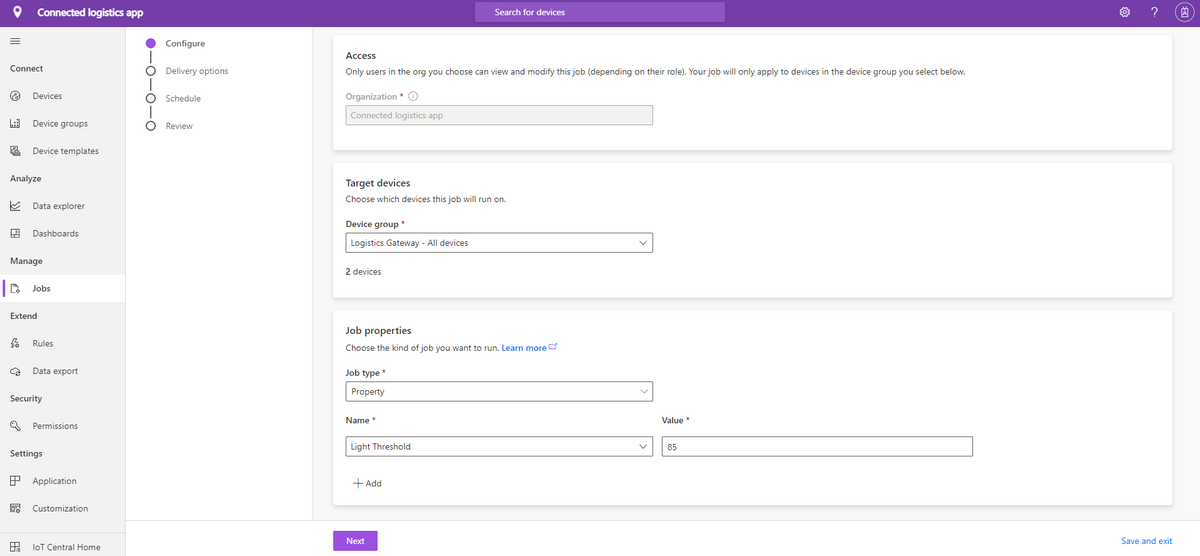 Connected logistics app
Search for devices
?
Connect
Devices
Device groups
Device templates
Analyze
Data explorer
Dashboards
Manage
Jobs
Extend
Rules
Data export
Security
Permissions
Settings
Application
Customization
IoT Central Home
Configure
Delivery options
Schedule
Review
Access
Only users in the org you choose can view and modify this job (depending on their role). Your job will only apply to devices in the device group you select below.
Organization *
Connected logistics app
Target devices
Choose which devices this job will run on.
Device group *
Logistics Gateway - All devices
2 devices
Job properties
Choose the kind of job you want to run. Learn more
Job type *
Property
Name * Value *
Light Threshold 85
+ Add
Next Save and exit